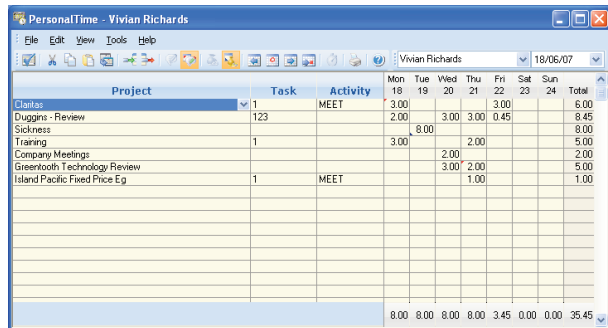 PersonalTime - Vivian Richards
File Edit View Tools Help
Vivian Richards 18/06/07
Mon Tue Wed Thu Fri Sat Sun
Project Task Activity 18 19 20 21 22 23 24 Total
Claritas 1 MEET 3.00 3.00 6.00
Duggins - Review 123 2.00 3.00 3.00 0.45 8.45
Sickness 8.00 8.00
Training 1 3.00 2.00 5.00
Company Meetings 2.00 2.00
Greentooth Technology Review 3.00 2.00 5.00
Island Pacific Fixed Price Eg 1 MEET 1.00 1.00
8.00 8.00 8.00 8.00 3.45 0.00 0.00 35.45